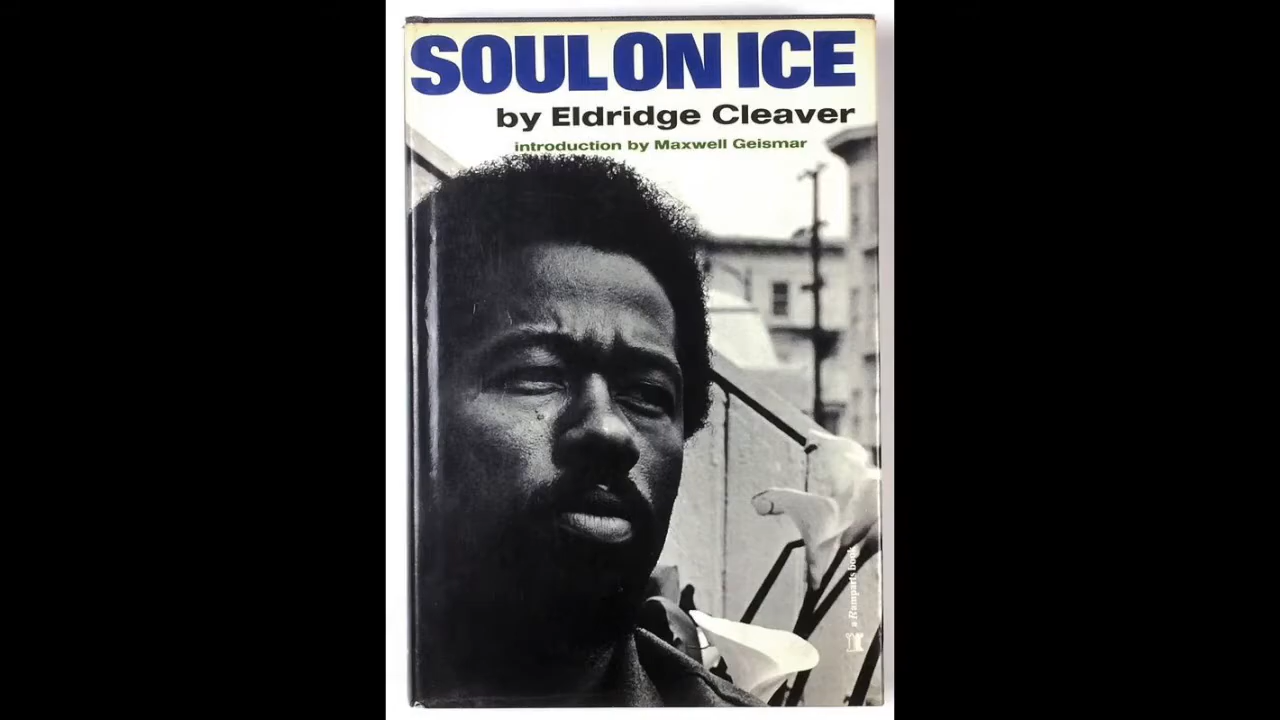 SOUL ON ICE
by Eldridge Cleaver
introduction by Maxwell Geismar
a Ramparts book